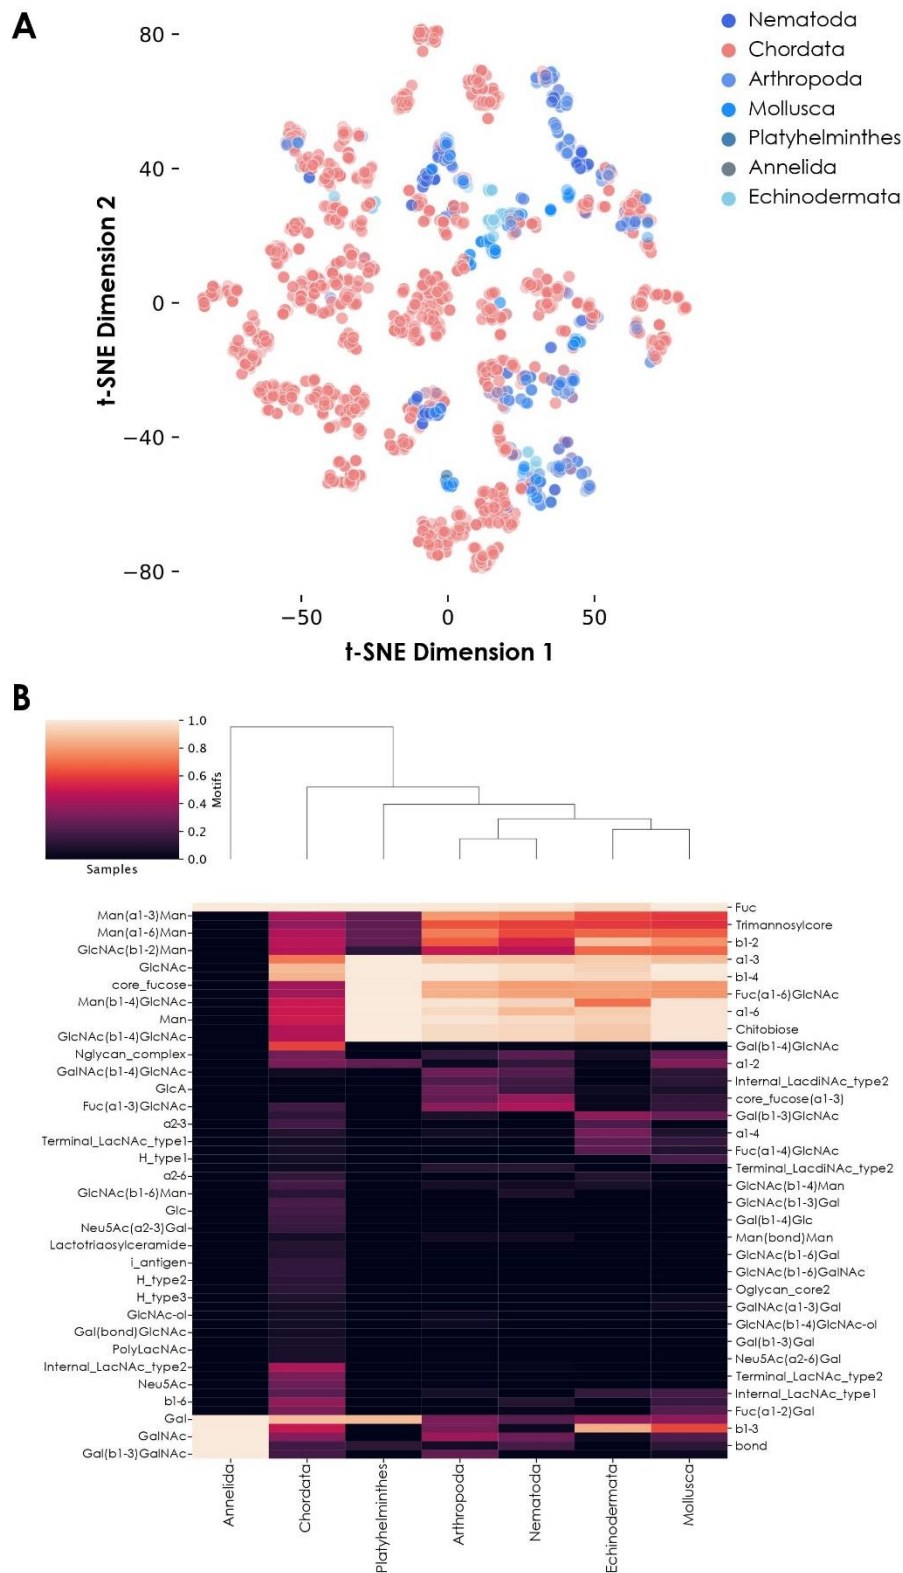 A
80
40
0
−40
−80
t-SNE Dimension 2
−50
0
50
t-SNE Dimension 1
Nematoda
Chordata
Arthropoda
Mollusca
Platyhelminthes
Annelida
Echinodermata
B
1.0
0.8
0.6
0.4
0.2
0.0
Motifs
Samples
Man(a1-3)Man
Man(a1-6)Man
GlcNAc(b1-2)Man
GlcNAc
core_fucose
Man(b1-4)GlcNAc
Man
GlcNAc(b1-4)GlcNAc
Nglycan_complex
GalNAc(b1-4)GlcNAc
GlcA
Fuc(a1-3)GlcNAc
a2-3
Terminal_LacNAc_type1
H_type1
a2-6
GlcNAc(b1-6)Man
Glc
Neu5Ac(a2-3)Gal
Lactotriaosylceramide
i_antigen
H_type2
H_type3
GlcNAc-ol
Gal(bond)GlcNAc
PolyLacNAc
Internal_LacNAc_type2
Neu5Ac
b1-6
Gal
GalNAc
Gal(b1-3)GalNAc
Fuc
Trimannosylcore
b1-2
a1-3
b1-4
Fuc(a1-6)GlcNAc
a1-6
Chitobiose
Gal(b1-4)GlcNAc
a1-2
Internal_LacdiNAc_type2
core_fucose(a1-3)
Gal(b1-3)GlcNAc
a1-4
Fuc(a1-4)GlcNAc
Terminal_LacdiNAc_type2
GlcNAc(b1-4)Man
GlcNAc(b1-3)Gal
Gal(b1-4)Glc
Man(bond)Man
GlcNAc(b1-6)Gal
GlcNAc(b1-6)GalNAc
Oglycan_core2
GalNAc(a1-3)Gal
GlcNAc(b1-4)GlcNAc-ol
Gal(b1-3)Gal
Neu5Ac(a2-6)Gal
Terminal_LacNAc_type2
Internal_LacNAc_type1
Fuc(a1-2)Gal
b1-3
bond
Annelida
Chordata
Platyhelminthes
Arthropoda
Nematoda
Echinodermata
Mollusca